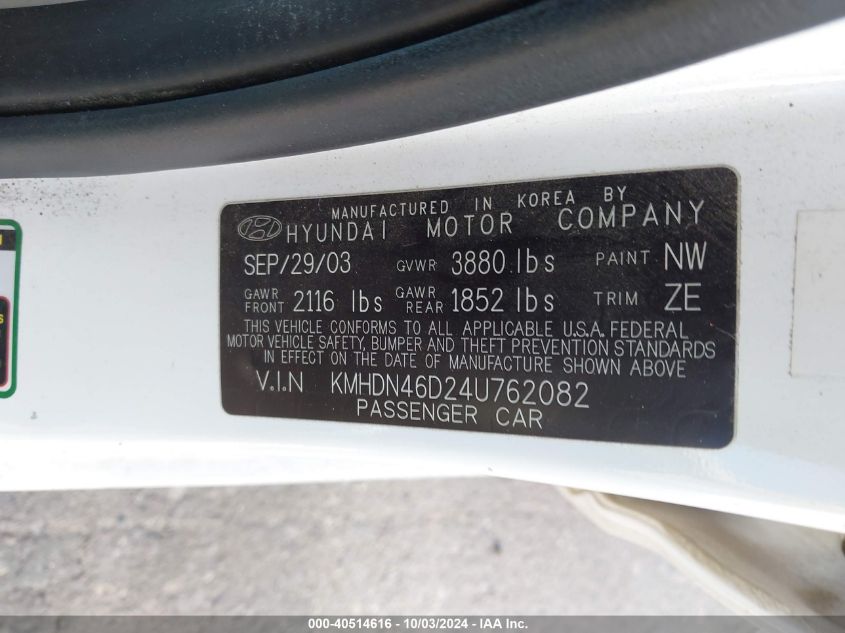 MANUFACTURED IN KOREA BY
HYUNDAI MOTOR COMPANY
SEP/29/03 GVWR 3880 lbs PAINT NW
GAWR FRONT 2116 lbs GAWR REAR 1852 lbs TRIM ZE
THIS VEHICLE CONFORMS TO ALL APPLICABLE U.S.A. FEDERAL
MOTOR VEHICLE SAFETY, BUMPER AND THEFT PREVENTION STANDARDS
IN EFFECT ON THE DATE OF MANUFACTURE SHOWN ABOVE
V.I.N KMHDN46D24U762082
PASSENGER CAR
000-40514616 - 10/03/2024 - IAA Inc.